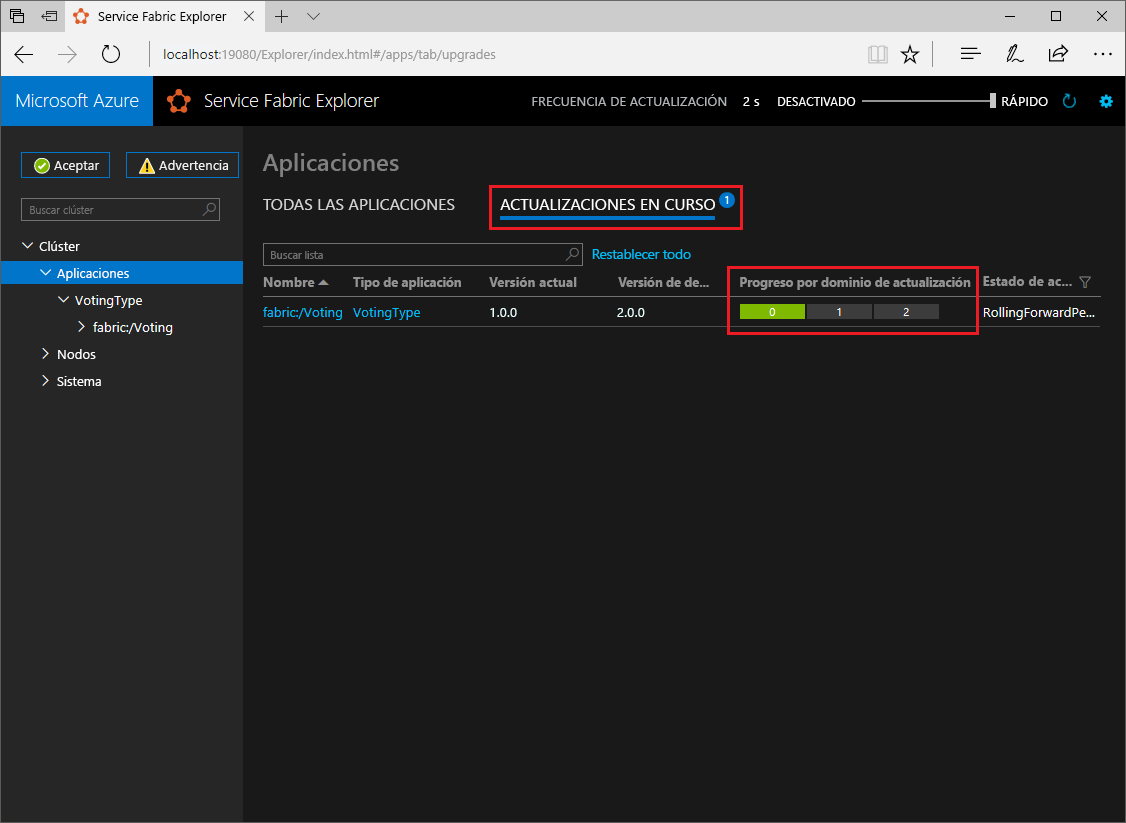 Service Fabric Explorer
localhost:19080/Explorer/index.html#/apps/tab/upgrades
Microsoft Azure
Service Fabric Explorer
FRECUENCIA DE ACTUALIZACIÓN 2 s DESACTIVADO RÁPIDO
Aceptar
Advertencia
Buscar clúster
Clúster
Aplicaciones
VotingType
fabric:/Voting
Nodos
Sistema
Aplicaciones
TODAS LAS APLICACIONES
ACTUALIZACIONES EN CURSO 1
Buscar lista
Restablecer todo
Nombre Tipo de aplicación Versión actual Versión de de... Progreso por dominio de actualización Estado de ac...
fabric:/Voting VotingType 1.0.0 2.0.0 0 1 2 RollingForwardPe...